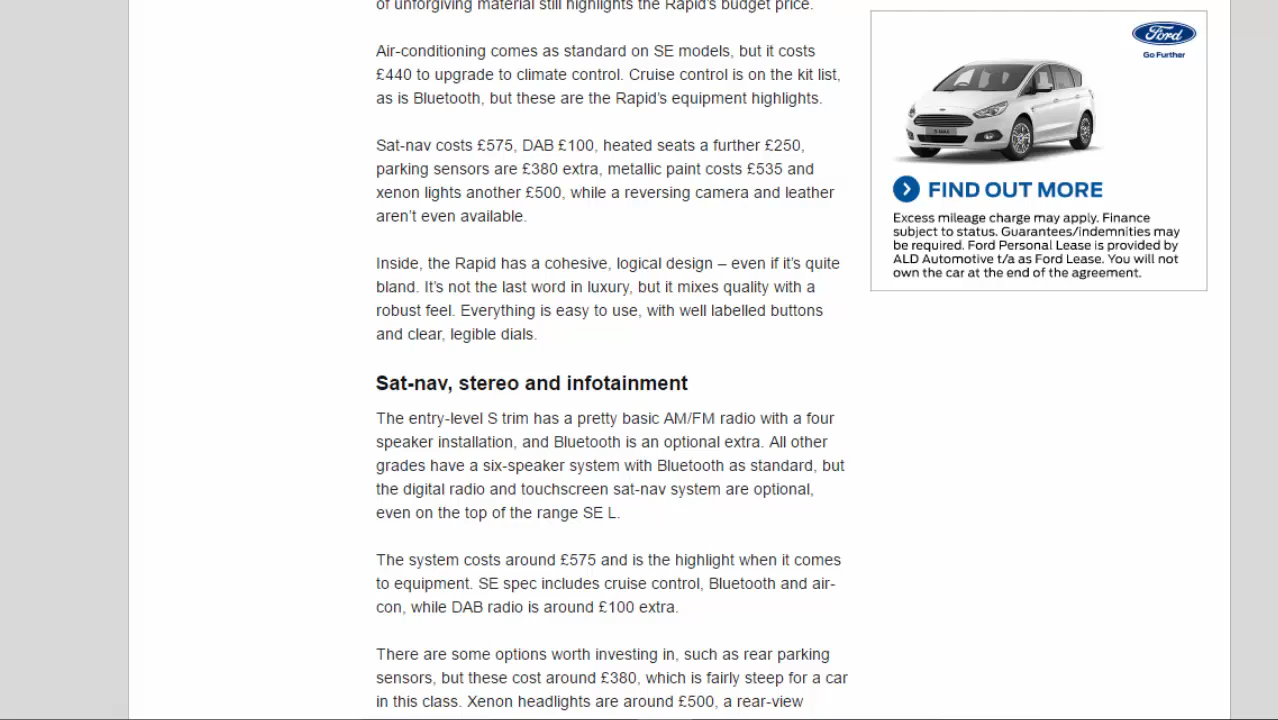 of unforgiving material still highlights the Rapid's budget price.
Air-conditioning comes as standard on SE models, but it costs
£440 to upgrade to climate control. Cruise control is on the kit list,
as is Bluetooth, but these are the Rapid's equipment highlights.
Sat-nav costs £575, DAB £100, heated seats a further £250,
parking sensors are £380 extra, metallic paint costs £535 and
xenon lights another £500, while a reversing camera and leather
aren't even available.
Inside, the Rapid has a cohesive, logical design – even if it's quite
bland. It's not the last word in luxury, but it mixes quality with a
robust feel. Everything is easy to use, with well labelled buttons
and clear, legible dials.
Sat-nav, stereo and infotainment
The entry-level S trim has a pretty basic AM/FM radio with a four
speaker installation, and Bluetooth is an optional extra. All other
grades have a six-speaker system with Bluetooth as standard, but
the digital radio and touchscreen sat-nav system are optional,
even on the top of the range SE L.
The system costs around £575 and is the highlight when it comes
to equipment. SE spec includes cruise control, Bluetooth and air-
con, while DAB radio is around £100 extra.
There are some options worth investing in, such as rear parking
sensors, but these cost around £380, which is fairly steep for a car
in this class. Xenon headlights are around £500, a rear-view
Ford
Go Further
FIND OUT MORE
Excess mileage charge may apply. Finance
subject to status. Guarantees/indemnities may
be required. Ford Personal Lease is provided by
ALD Automotive t/a as Ford Lease. You will not
own the car at the end of the agreement.